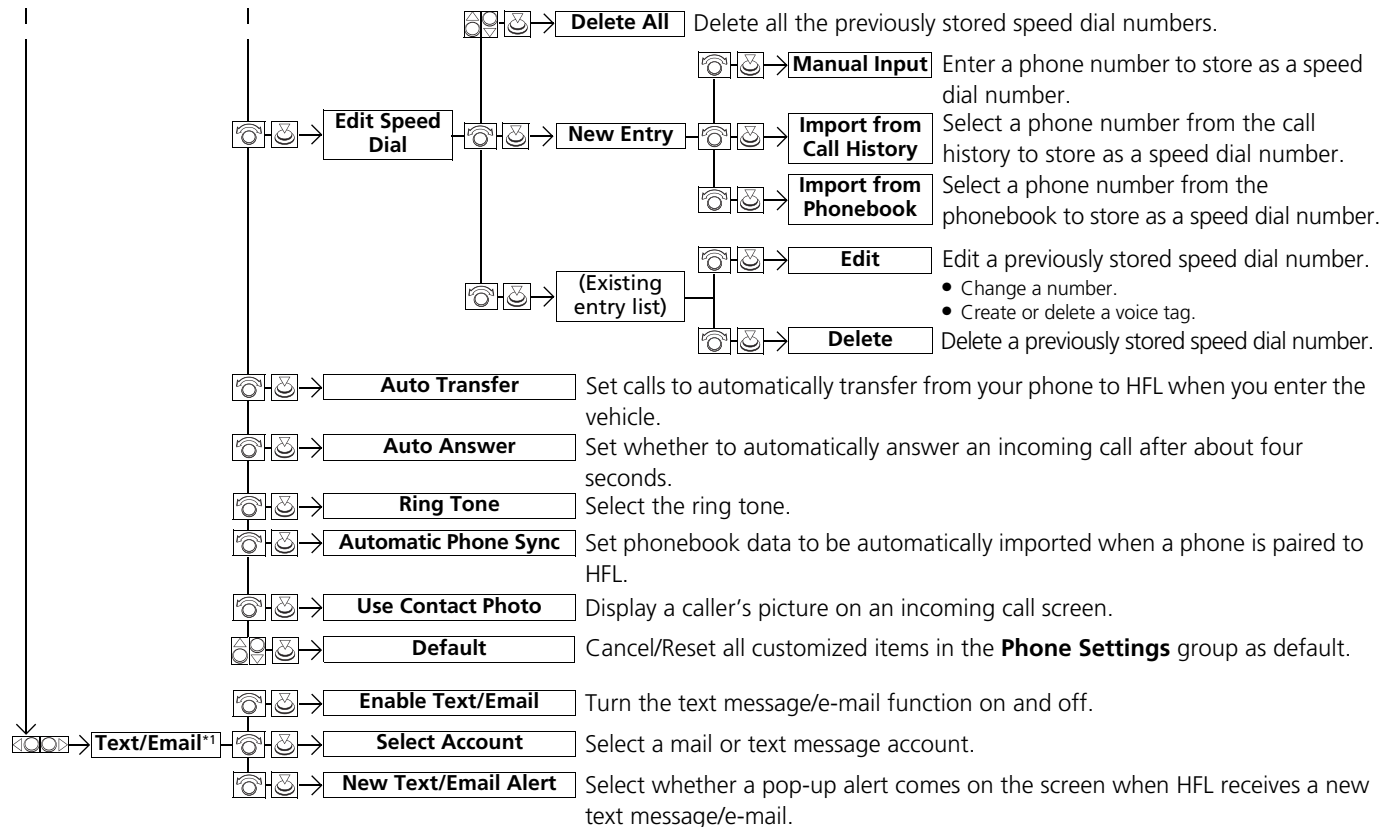 Delete All Delete all the previously stored speed dial numbers.
Manual Input Enter a phone number to store as a speed
dial number.
Edit Speed
Dial
New Entry
Import from
Call History
Select a phone number from the call
history to store as a speed dial number.
Import from
Phonebook
Select a phone number from the
phonebook to store as a speed dial number.
(Existing
entry list)
Edit Edit a previously stored speed dial number.
• Change a number.
• Create or delete a voice tag.
Delete Delete a previously stored speed dial number.
Auto Transfer Set calls to automatically transfer from your phone to HFL when you enter the
vehicle.
Auto Answer Set whether to automatically answer an incoming call after about four
seconds.
Ring Tone Select the ring tone.
Automatic Phone Sync Set phonebook data to be automatically imported when a phone is paired to
HFL.
Use Contact Photo Display a caller's picture on an incoming call screen.
Default Cancel/Reset all customized items in the Phone Settings group as default.
Enable Text/Email Turn the text message/e-mail function on and off.
Text/Email*1 Select Account Select a mail or text message account.
New Text/Email Alert Select whether a pop-up alert comes on the screen when HFL receives a new
text message/e-mail.